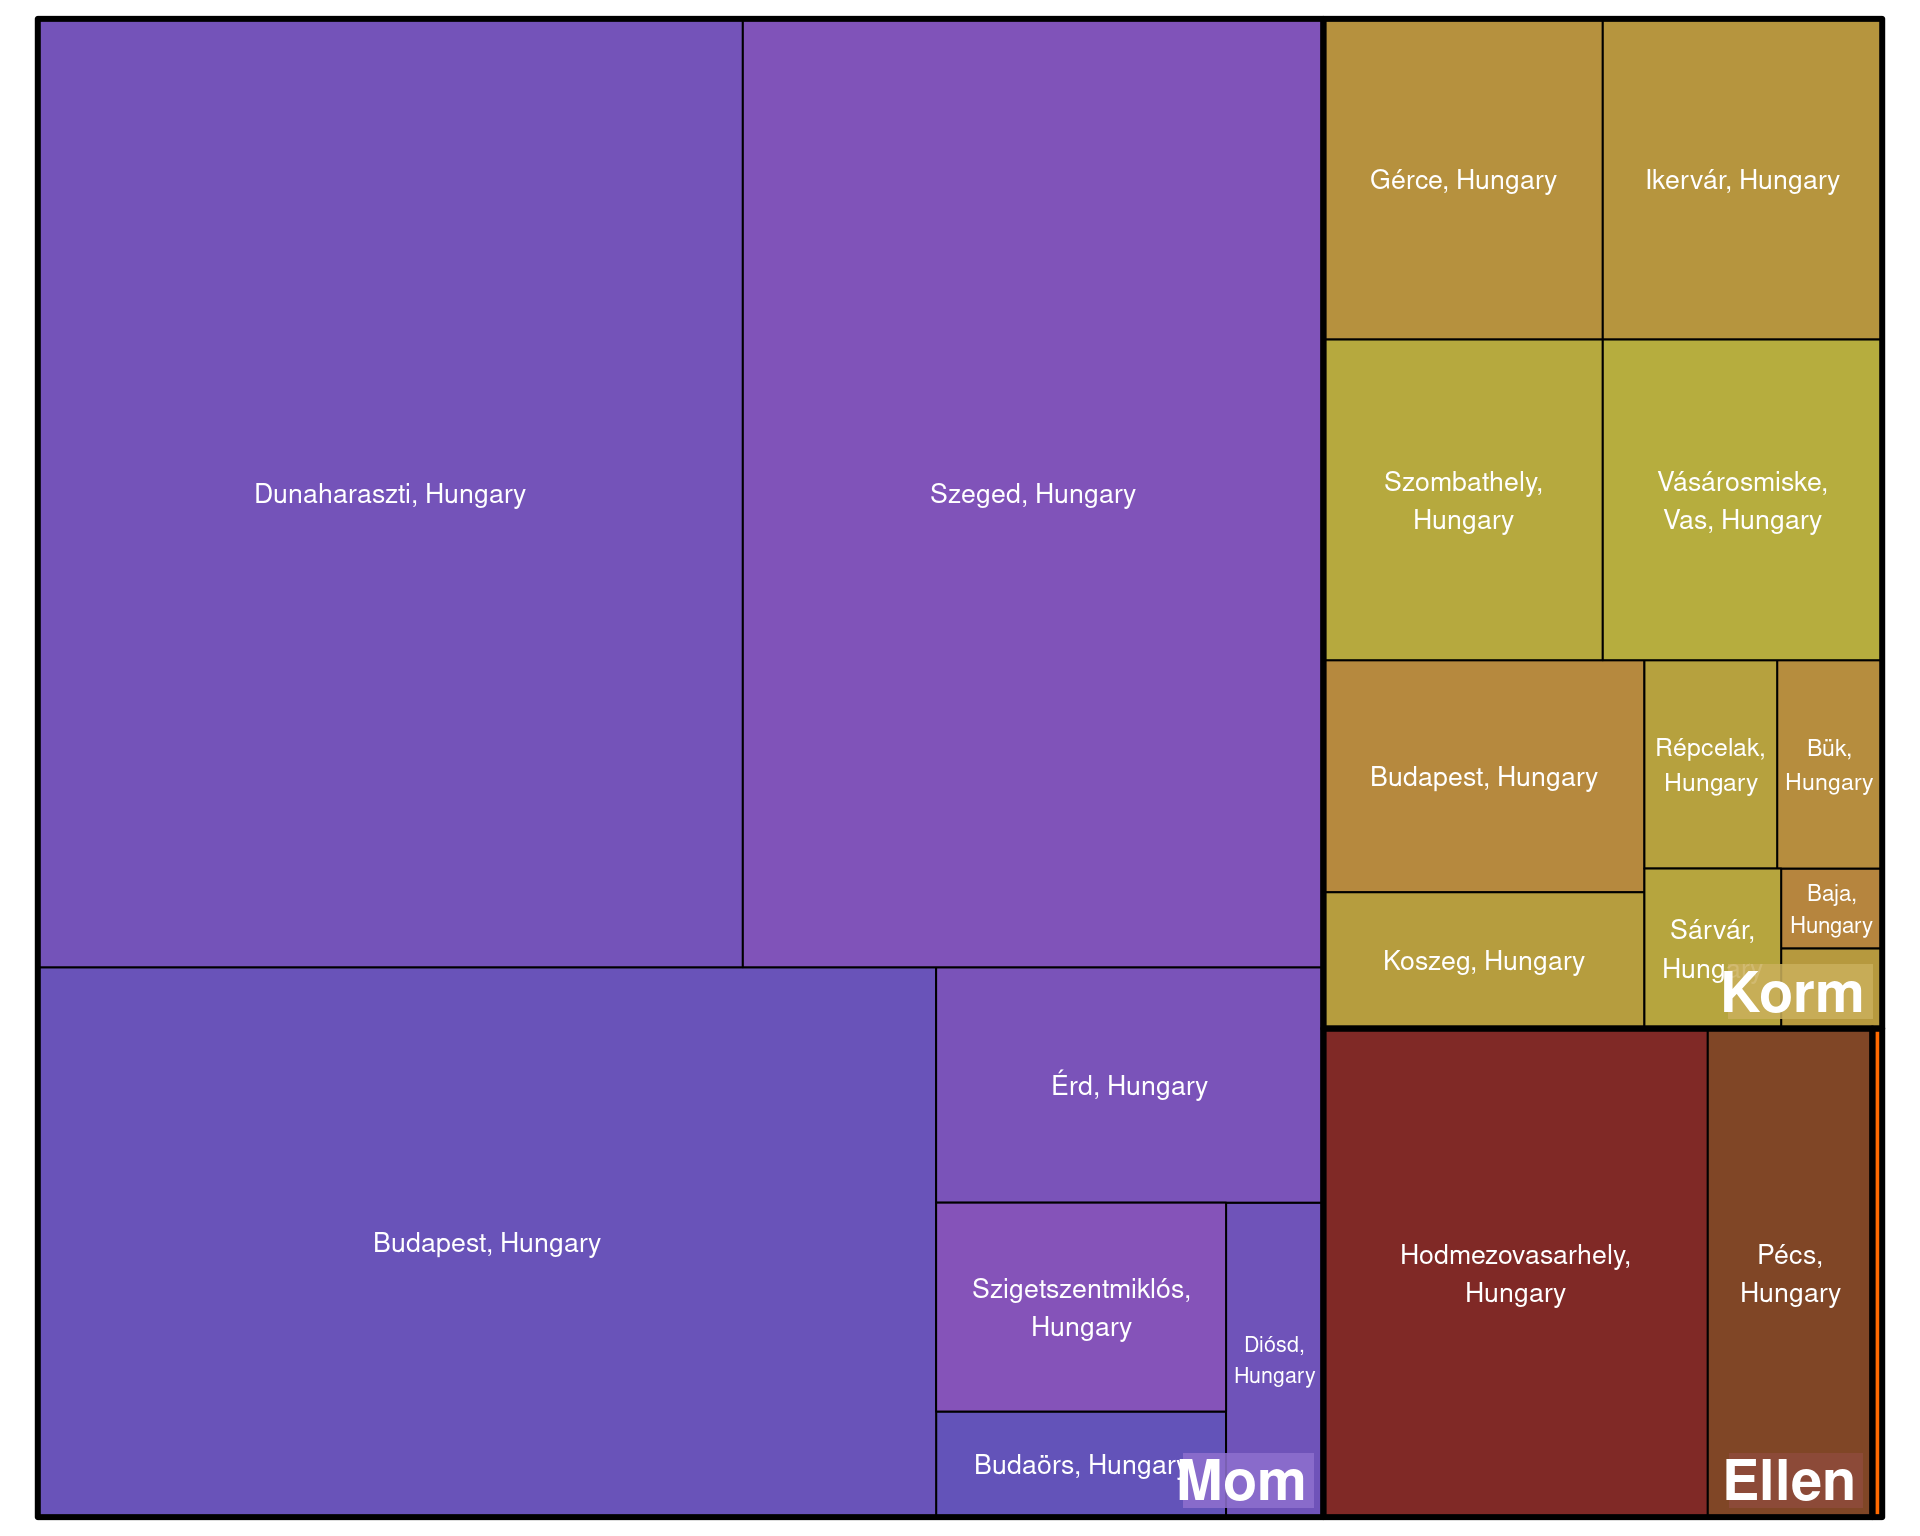 Dunaharaszti, Hungary
Szeged, Hungary
Budapest, Hungary
Érd, Hungary
Szigetszentmiklós,
Hungary
Diósd,
Hungary
Budaörs, Hungary
Mom
Gérce, Hungary
Ikervár, Hungary
Szombathely,
Hungary
Vásárosmiske,
Vas, Hungary
Budapest, Hungary
Répcelak,
Hungary
Bük,
Hungary
Koszeg, Hungary
Sárvár,
Hungary
Baja,
Hungary
Korm
Hodmezovasarhely,
Hungary
Pécs,
Hungary
Ellen